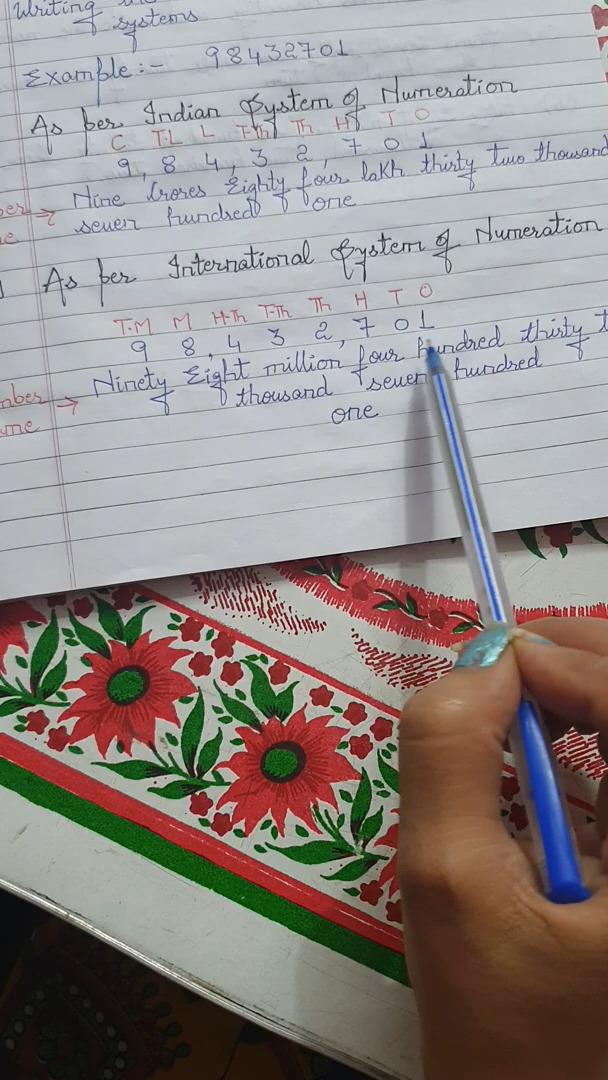 Writing
systems
Example:- 98432701
As per Indian System of Numeration
C T.L L T-Th Th H T O
9, 8 4, 3 2, 7 0 1
Nine Crores Eighty four lakh thirty two thousand
seven hundred one
As per International System of Numeration
T.M M H-Th T-Th Th H T O
9 8, 4 3 2, 7 0 1
Ninety Eight million four hundred thirty t
thousand seven hundred
one